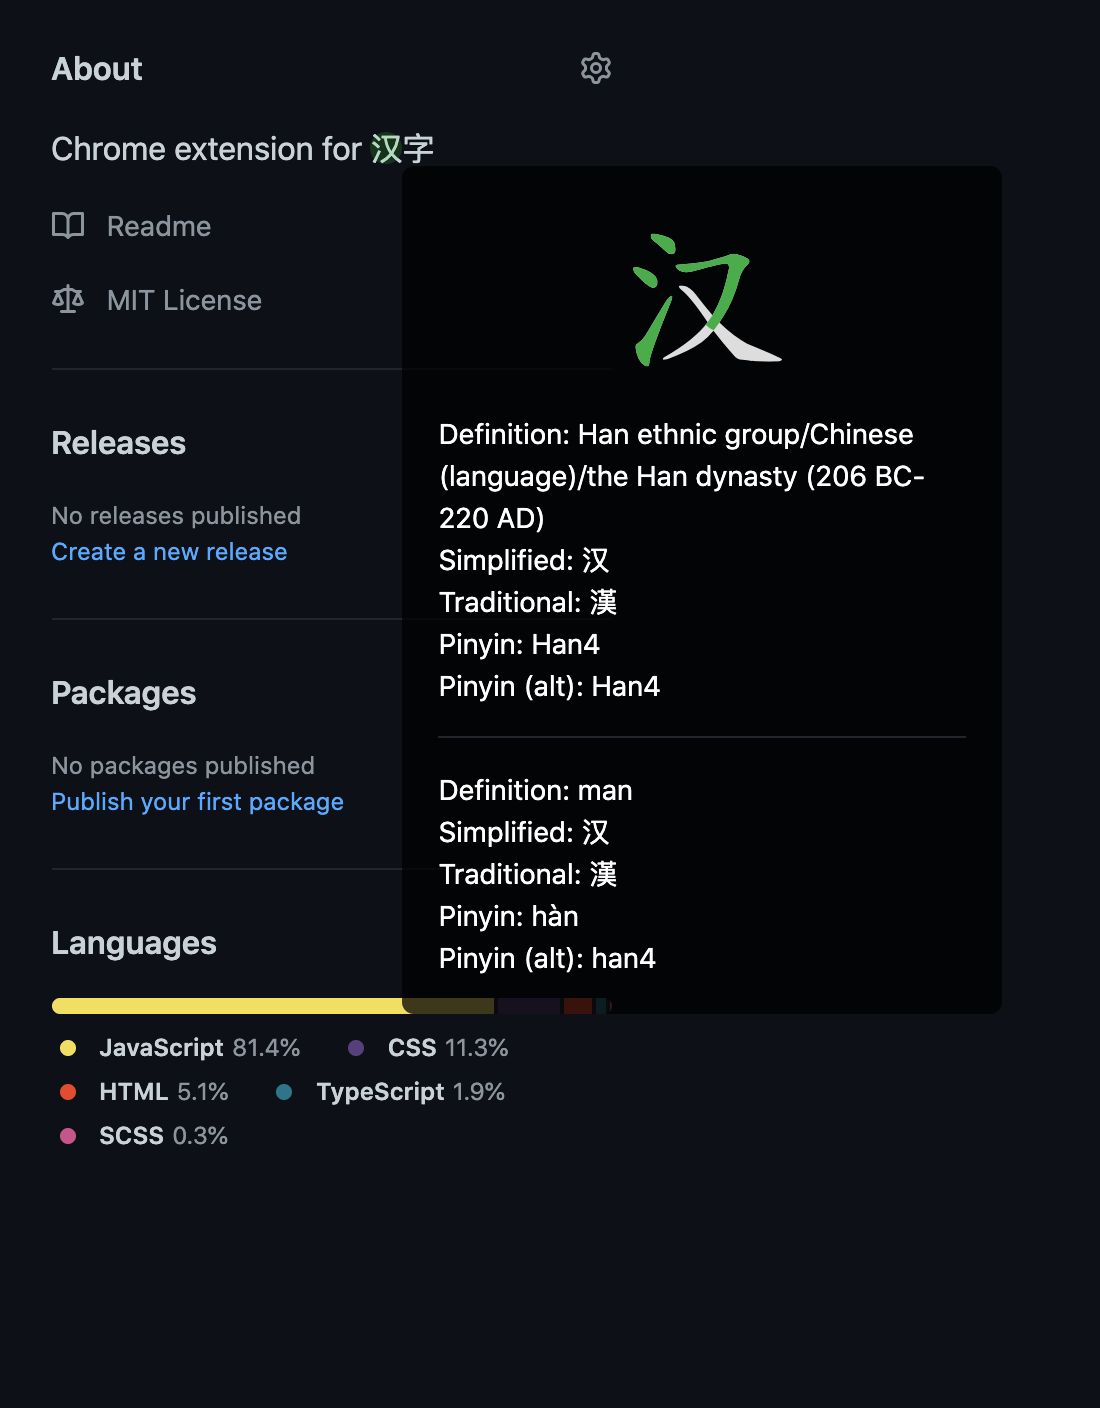 About
Chrome extension for 汉字
Readme
MIT License
Releases
No releases published
Create a new release
Packages
No packages published
Publish your first package
Languages
JavaScript 81.4% CSS 11.3%
HTML 5.1% TypeScript 1.9%
SCSS 0.3%
汉
Definition: Han ethnic group/Chinese
(language)/the Han dynasty (206 BC-
220 AD)
Simplified: 汉
Traditional: 漢
Pinyin: Han4
Pinyin (alt): Han4
Definition: man
Simplified: 汉
Traditional: 漢
Pinyin: hàn
Pinyin (alt): han4